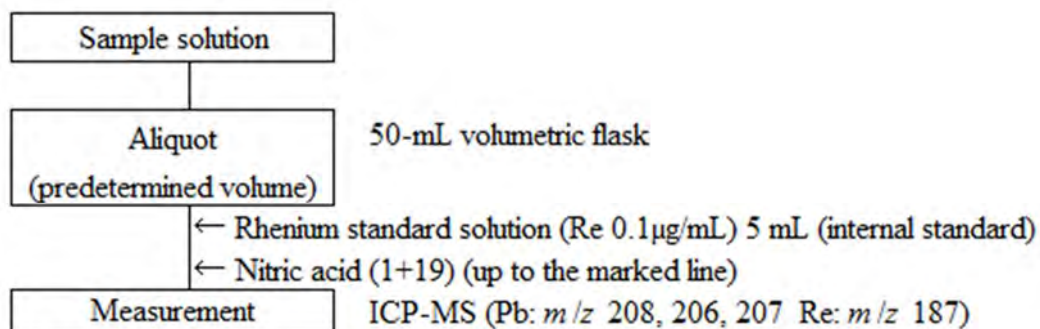 Sample solution
Aliquot
(predetermined volume)
50-mL volumetric flask
← Rhenium standard solution (Re 0.1μg/mL) 5 mL (internal standard)
← Nitric acid (1+19) (up to the marked line)
Measurement
ICP-MS (Pb: m/z 208, 206, 207 Re: m/z 187)